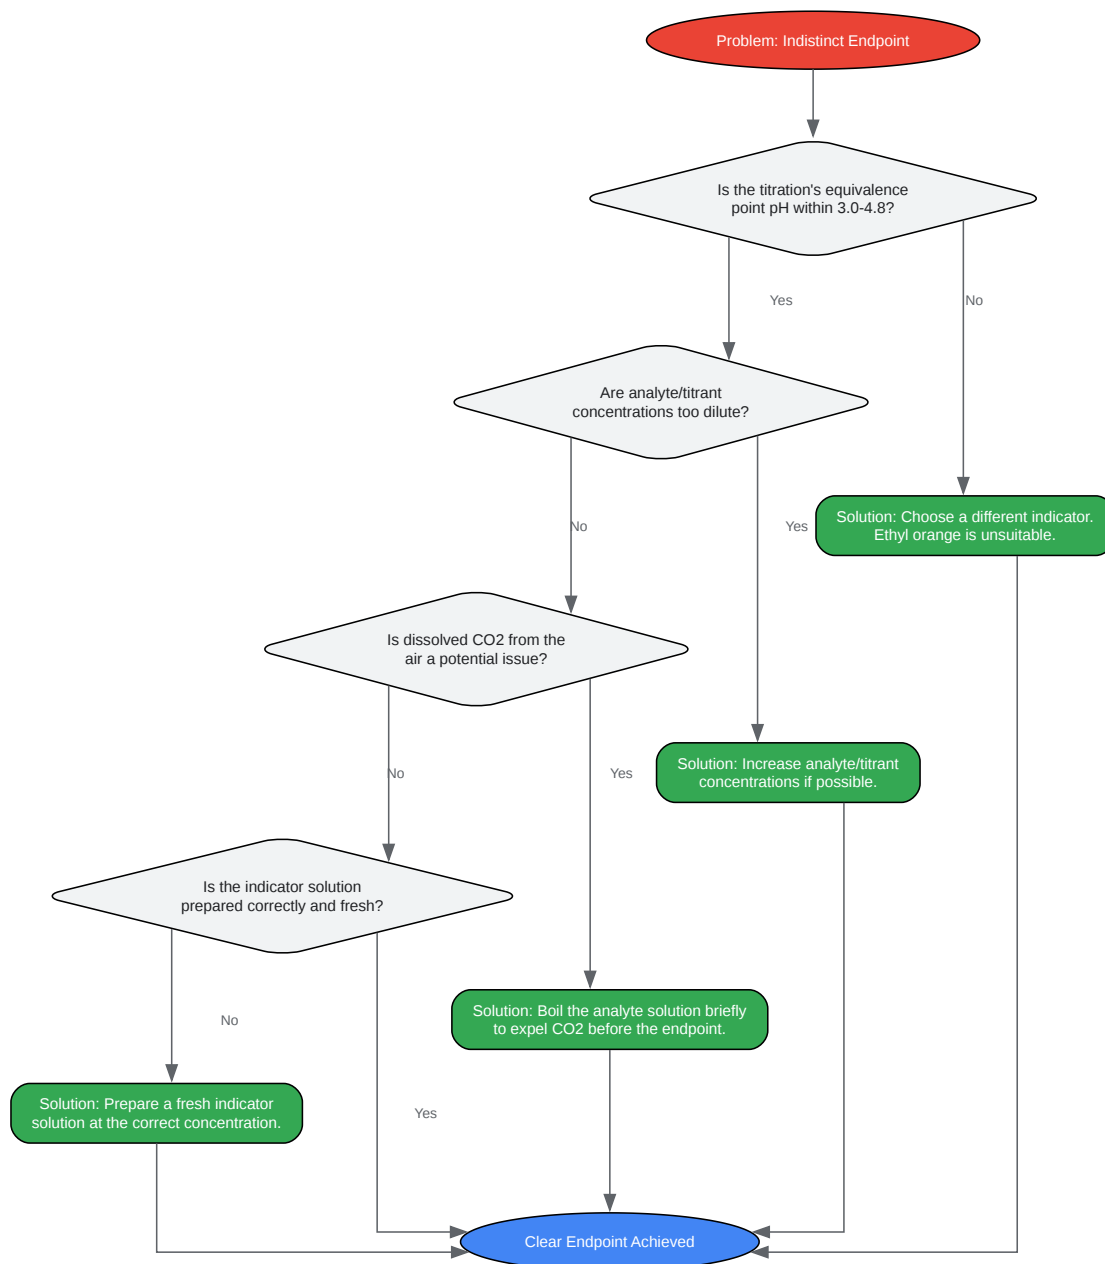 Problem: Indistinct Endpoint
Is the titration's equivalence
point pH within 3.0-4.8?
Yes
No
Are analyte/titrant
concentrations too dilute?
No
Yes
Solution: Choose a different indicator.
Ethyl orange is unsuitable.
Is dissolved CO2 from the
air a potential issue?
No
Yes
Solution: Increase analyte/titrant
concentrations if possible.
Is the indicator solution
prepared correctly and fresh?
No
Solution: Boil the analyte solution briefly
to expel CO2 before the endpoint.
Solution: Prepare a fresh indicator
solution at the correct concentration.
Yes
Clear Endpoint Achieved